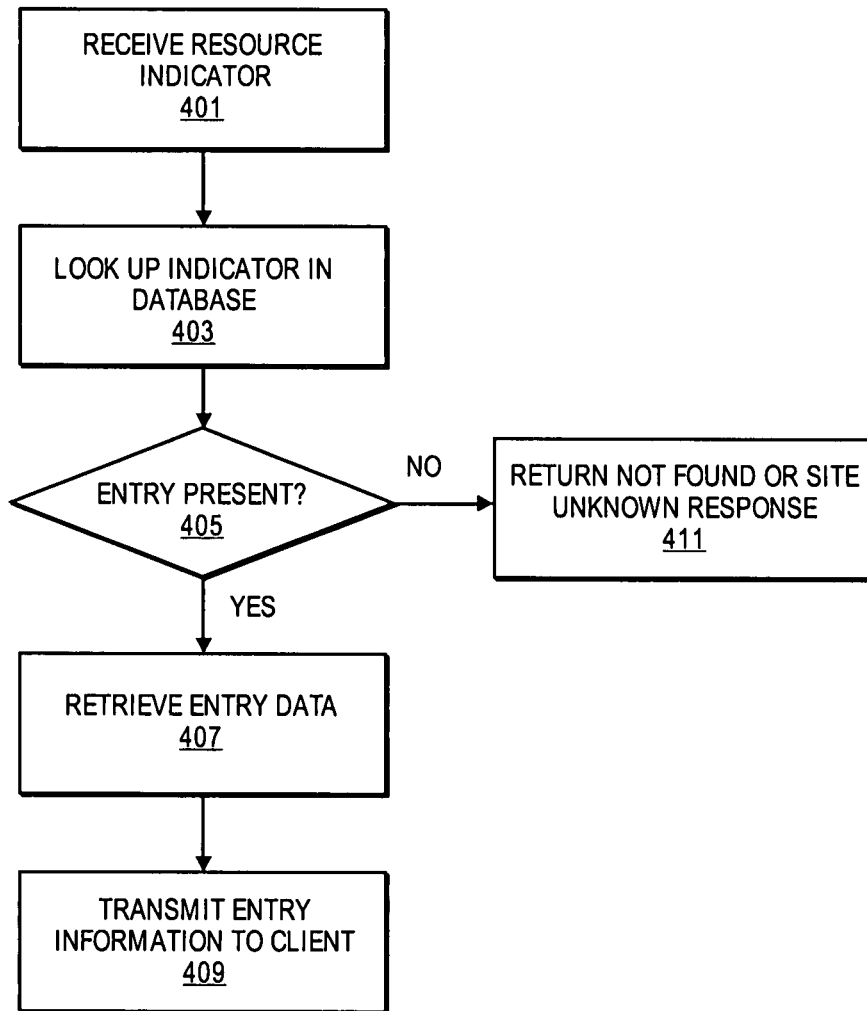 RECEIVE RESOURCE
INDICATOR
401
LOOK UP INDICATOR IN
DATABASE
403
ENTRY PRESENT?
405
NO
RETURN NOT FOUND OR SITE
UNKNOWN RESPONSE
411
YES
RETRIEVE ENTRY DATA
407
TRANSMIT ENTRY
INFORMATION TO CLIENT
409